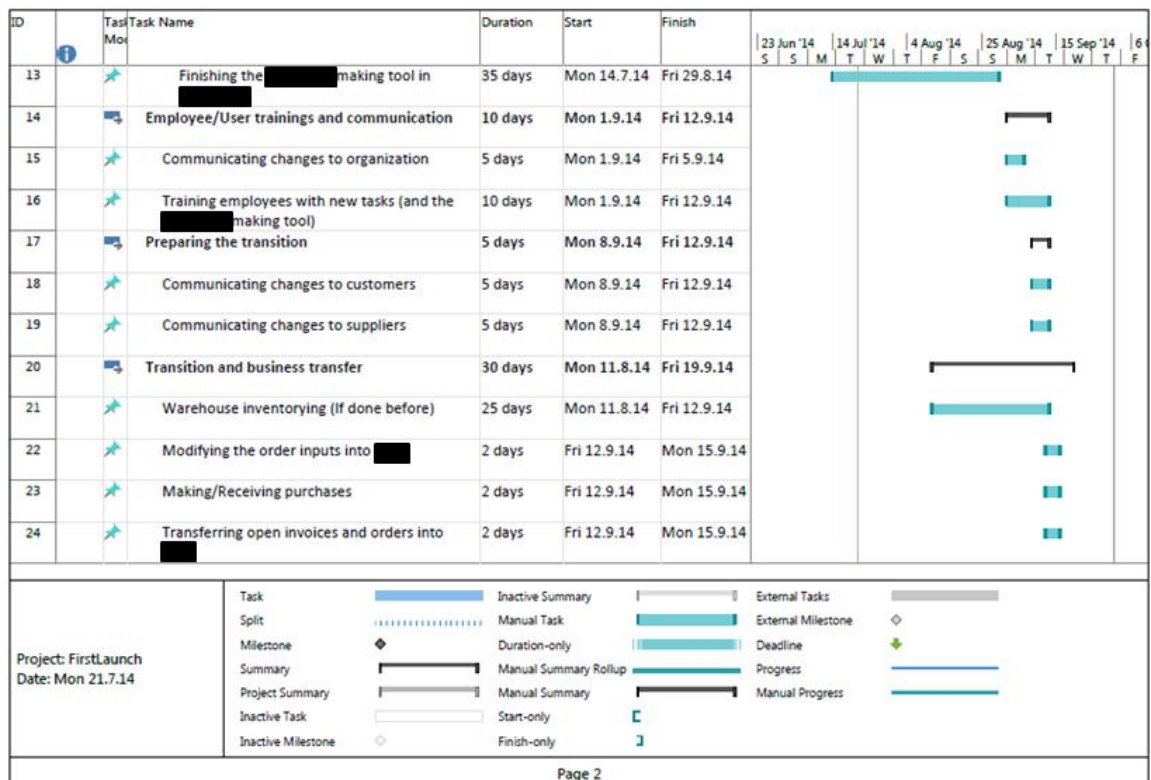 ID Task Mod Task Name Duration Start Finish
23 Jun '14 14 Jul '14 4 Aug '14 25 Aug '14 15 Sep '14 6
S S M T W T F S S M T W T F
13 Finishing the making tool in 35 days Mon 14.7.14 Fri 29.8.14
14 Employee/User trainings and communication 10 days Mon 1.9.14 Fri 12.9.14
15 Communicating changes to organization 5 days Mon 1.9.14 Fri 5.9.14
16 Training employees with new tasks (and the 10 days Mon 1.9.14 Fri 12.9.14
making tool)
17 Preparing the transition 5 days Mon 8.9.14 Fri 12.9.14
18 Communicating changes to customers 5 days Mon 8.9.14 Fri 12.9.14
19 Communicating changes to suppliers 5 days Mon 8.9.14 Fri 12.9.14
20 Transition and business transfer 30 days Mon 11.8.14 Fri 19.9.14
21 Warehouse inventorying (If done before) 25 days Mon 11.8.14 Fri 12.9.14
22 Modifying the order inputs into 2 days Fri 12.9.14 Mon 15.9.14
23 Making/Receiving purchases 2 days Fri 12.9.14 Mon 15.9.14
24 Transferring open invoices and orders into 2 days Fri 12.9.14 Mon 15.9.14
Project: FirstLaunch
Date: Mon 21.7.14
Task Inactive Summary External Tasks
Split Manual Task External Milestone
Milestone Duration-only Deadline
Summary Manual Summary Rollup Progress
Project Summary Manual Summary Manual Progress
Inactive Task Start-only
Inactive Milestone Finish-only
Page 2